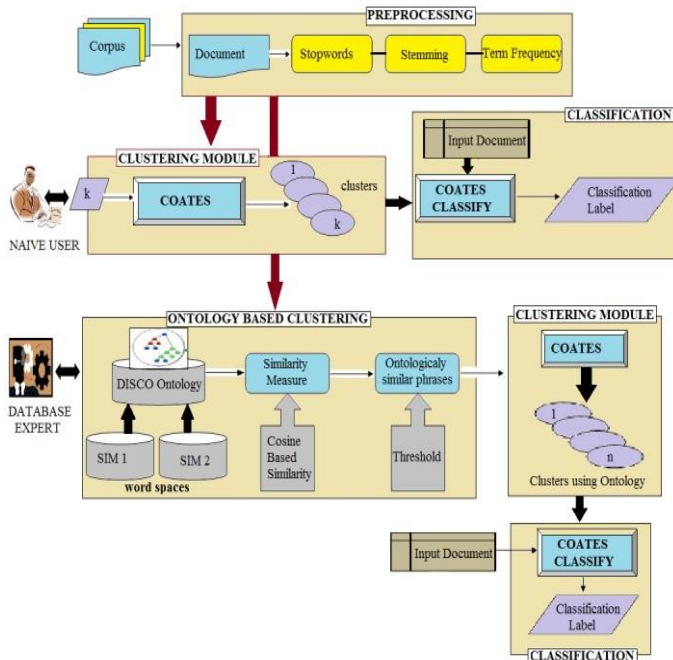 PREPROCESSING
Corpus
Document
Stopwords
Stemming
Term Frequency
CLASSIFICATION
Input Document
COATES
CLASSIFY
Classification
Label
CLUSTERING MODULE
k
COATES
1
k
clusters
NAIVE USER
ONTOLOGY BASED CLUSTERING
DISCO Ontology
Similarity
Measure
Ontologicaly
similar phrases
DATABASE
EXPERT
SIM 1
SIM 2
word spaces
Cosine
Based
Similarity
Threshold
CLUSTERING MODULE
COATES
1
n
Clusters using Ontology
Input Document
COATES
CLASSIFY
Classification
Label
CLASSIFICATION